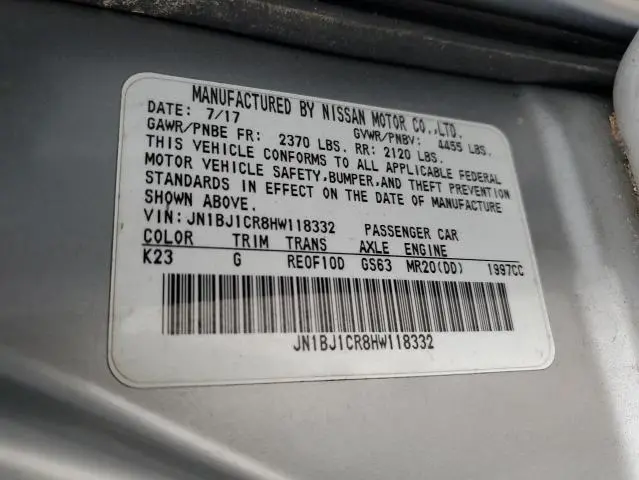 MANUFACTURED BY NISSAN MOTOR CO.,LTD.
DATE: 7/17 GVWR/PNBV: 4455 LBS.
GAWR/PNBE FR: 2370 LBS. RR: 2120 LBS.
THIS VEHICLE CONFORMS TO ALL APPLICABLE FEDERAL
MOTOR VEHICLE SAFETY,BUMPER,AND THEFT PREVENTION
STANDARDS IN EFFECT ON THE DATE OF MANUFACTURE
SHOWN ABOVE.
VIN: JN1BJ1CR8HW118332 PASSENGER CAR
COLOR TRIM TRANS AXLE ENGINE
K23 G RE0F10D GS63 MR20(DD) 1997CC
JN1BJ1CR8HW118332